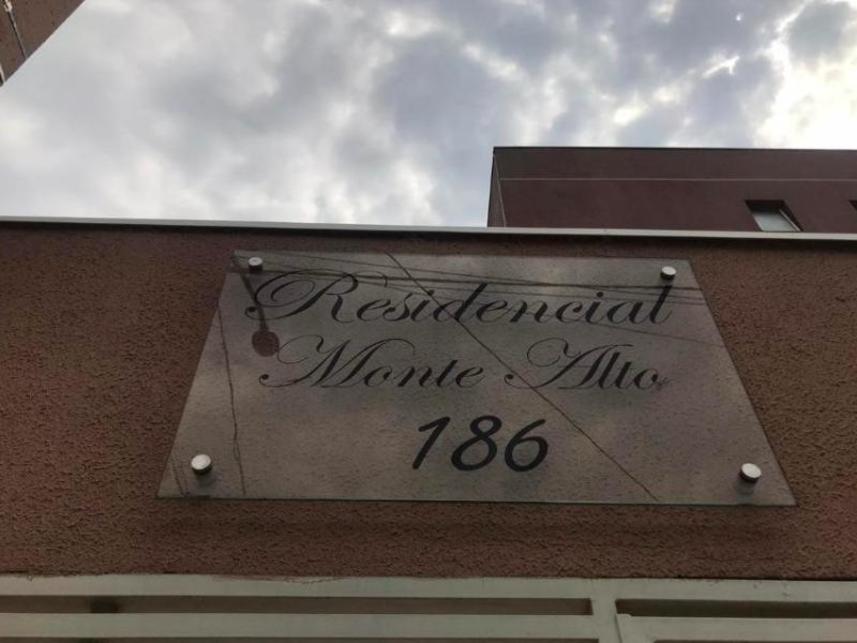 Residencial
Monte Alto
186